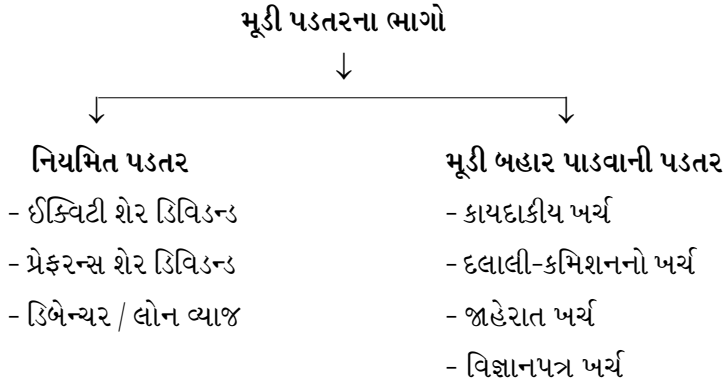 મૂડી પડતરના ભાગો
નિયમિત પડતર
- ઈક્વિટી શેર ડિવિડન્ડ
- પ્રેફરન્સ શેર ડિવિડન્ડ
- ડિબેન્ચર / લોન વ્યાજ
મૂડી બહાર પાડવાની પડતર
- કાયદાકીય ખર્ચ
- દલાલી-કમિશનનો ખર્ચ
- જાહેરાત ખર્ચ
- વિજ્ઞાનપત્ર ખર્ચ